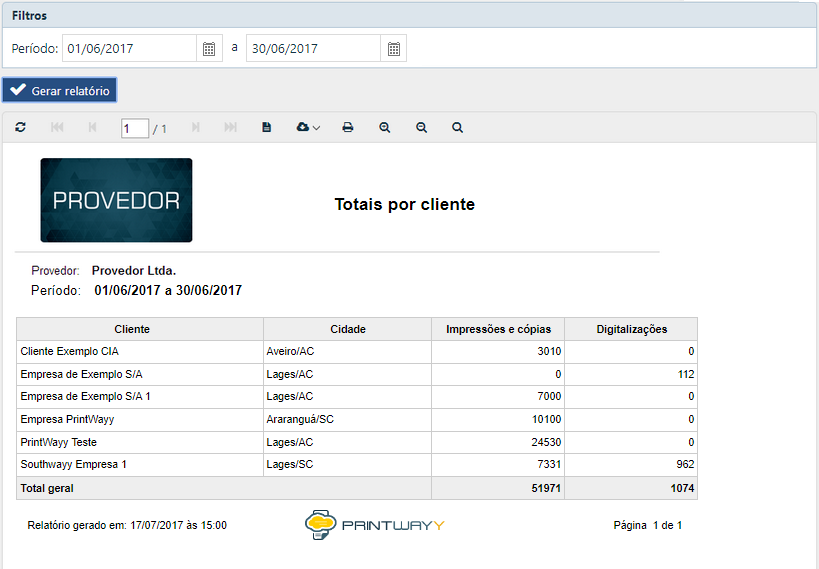 Filtros
Período: 01/06/2017 a 30/06/2017
Gerar relatório
1 / 1
PROVEDOR
Totais por cliente
Provedor: Provedor Ltda.
Período: 01/06/2017 a 30/06/2017
Cliente Cidade Impressões e cópias Digitalizações
Cliente Exemplo CIA Aveiro/AC 3010 0
Empresa de Exemplo S/A Lages/AC 0 112
Empresa de Exemplo S/A 1 Lages/AC 7000 0
Empresa PrintWayy Araranguá/SC 10100 0
PrintWayy Teste Lages/AC 24530 0
Southwayy Empresa 1 Lages/SC 7331 962
Total geral 51971 1074
Relatório gerado em: 17/07/2017 às 15:00 PRINTWAYY Página 1 de 1